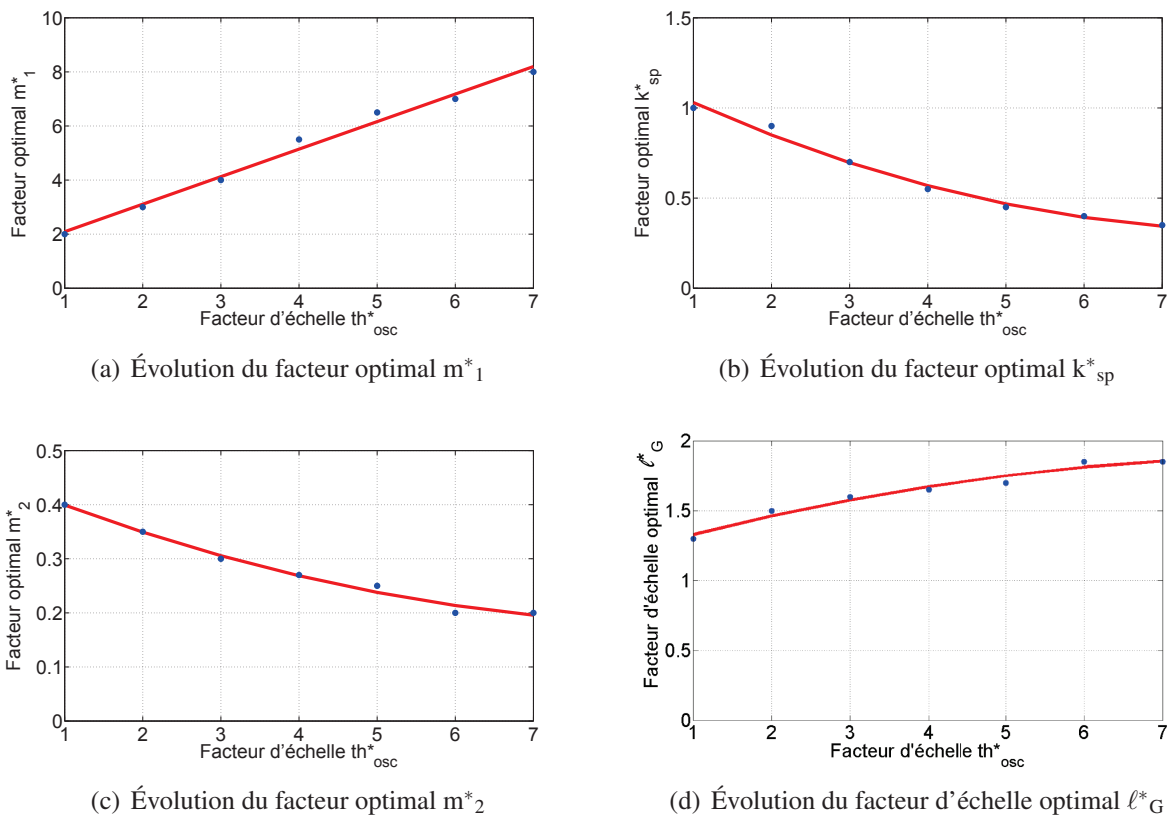 10
8
6
4
2
0
1 2 3 4 5 6 7
Facteur optimal m*1
Facteur d'échelle th*osc
(a) Évolution du facteur optimal m*1
1.5
1
0.5
0
1 2 3 4 5 6 7
Facteur optimal k*sp
Facteur d'échelle th*osc
(b) Évolution du facteur optimal k*sp
0.5
0.4
0.3
0.2
0.1
0
1 2 3 4 5 6 7
Facteur optimal m*2
Facteur d'échelle th*osc
(c) Évolution du facteur optimal m*2
2
1.5
1
0.5
0
1 2 3 4 5 6 7
Facteur d'échelle optimal ℓ*G
Facteur d'échelle th*osc
(d) Évolution du facteur d'échelle optimal ℓ*G